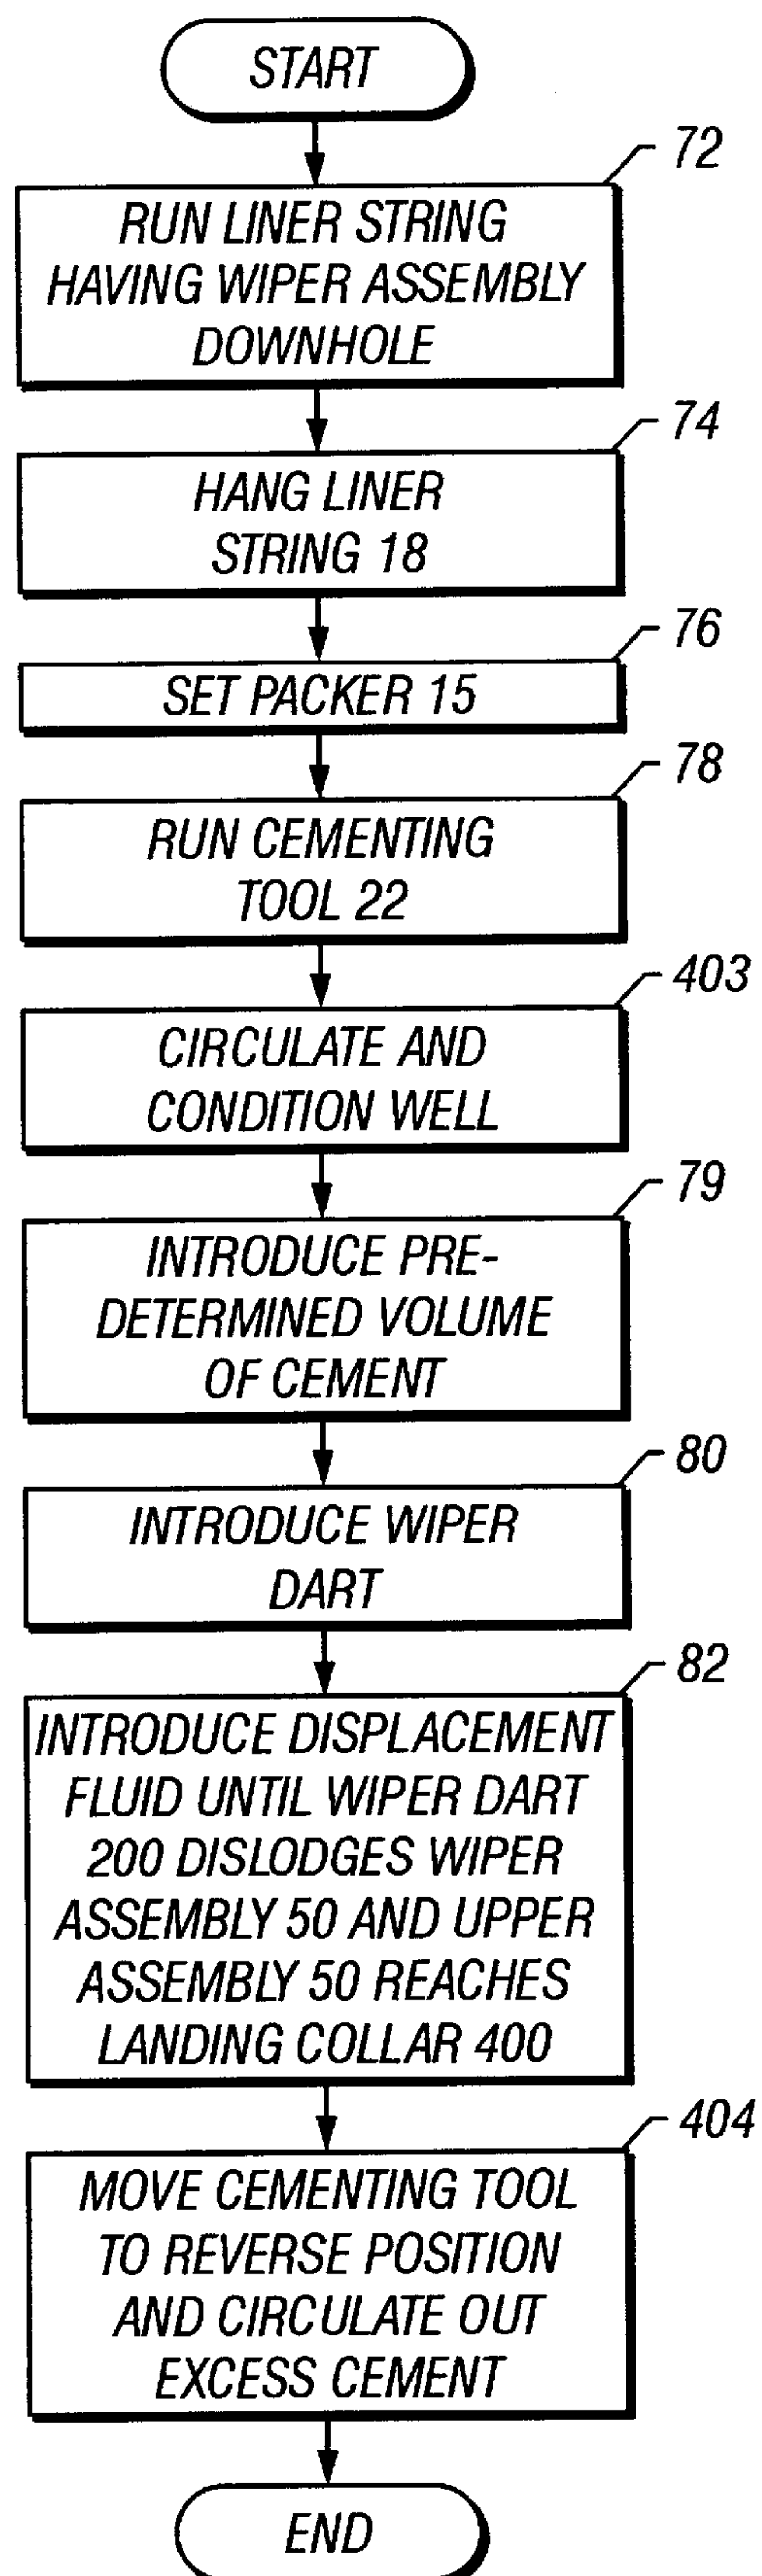 START
72
RUN LINER STRING
HAVING WIPER ASSEMBLY
DOWNHOLE
74
HANG LINER
STRING 18
76
SET PACKER 15
78
RUN CEMENTING
TOOL 22
403
CIRCULATE AND
CONDITION WELL
79
INTRODUCE PRE-
DETERMINED VOLUME
OF CEMENT
80
INTRODUCE WIPER
DART
82
INTRODUCE DISPLACEMENT
FLUID UNTIL WIPER DART
200 DISLODGES WIPER
ASSEMBLY 50 AND UPPER
ASSEMBLY 50 REACHES
LANDING COLLAR 400
404
MOVE CEMENTING TOOL
TO REVERSE POSITION
AND CIRCULATE OUT
EXCESS CEMENT
END